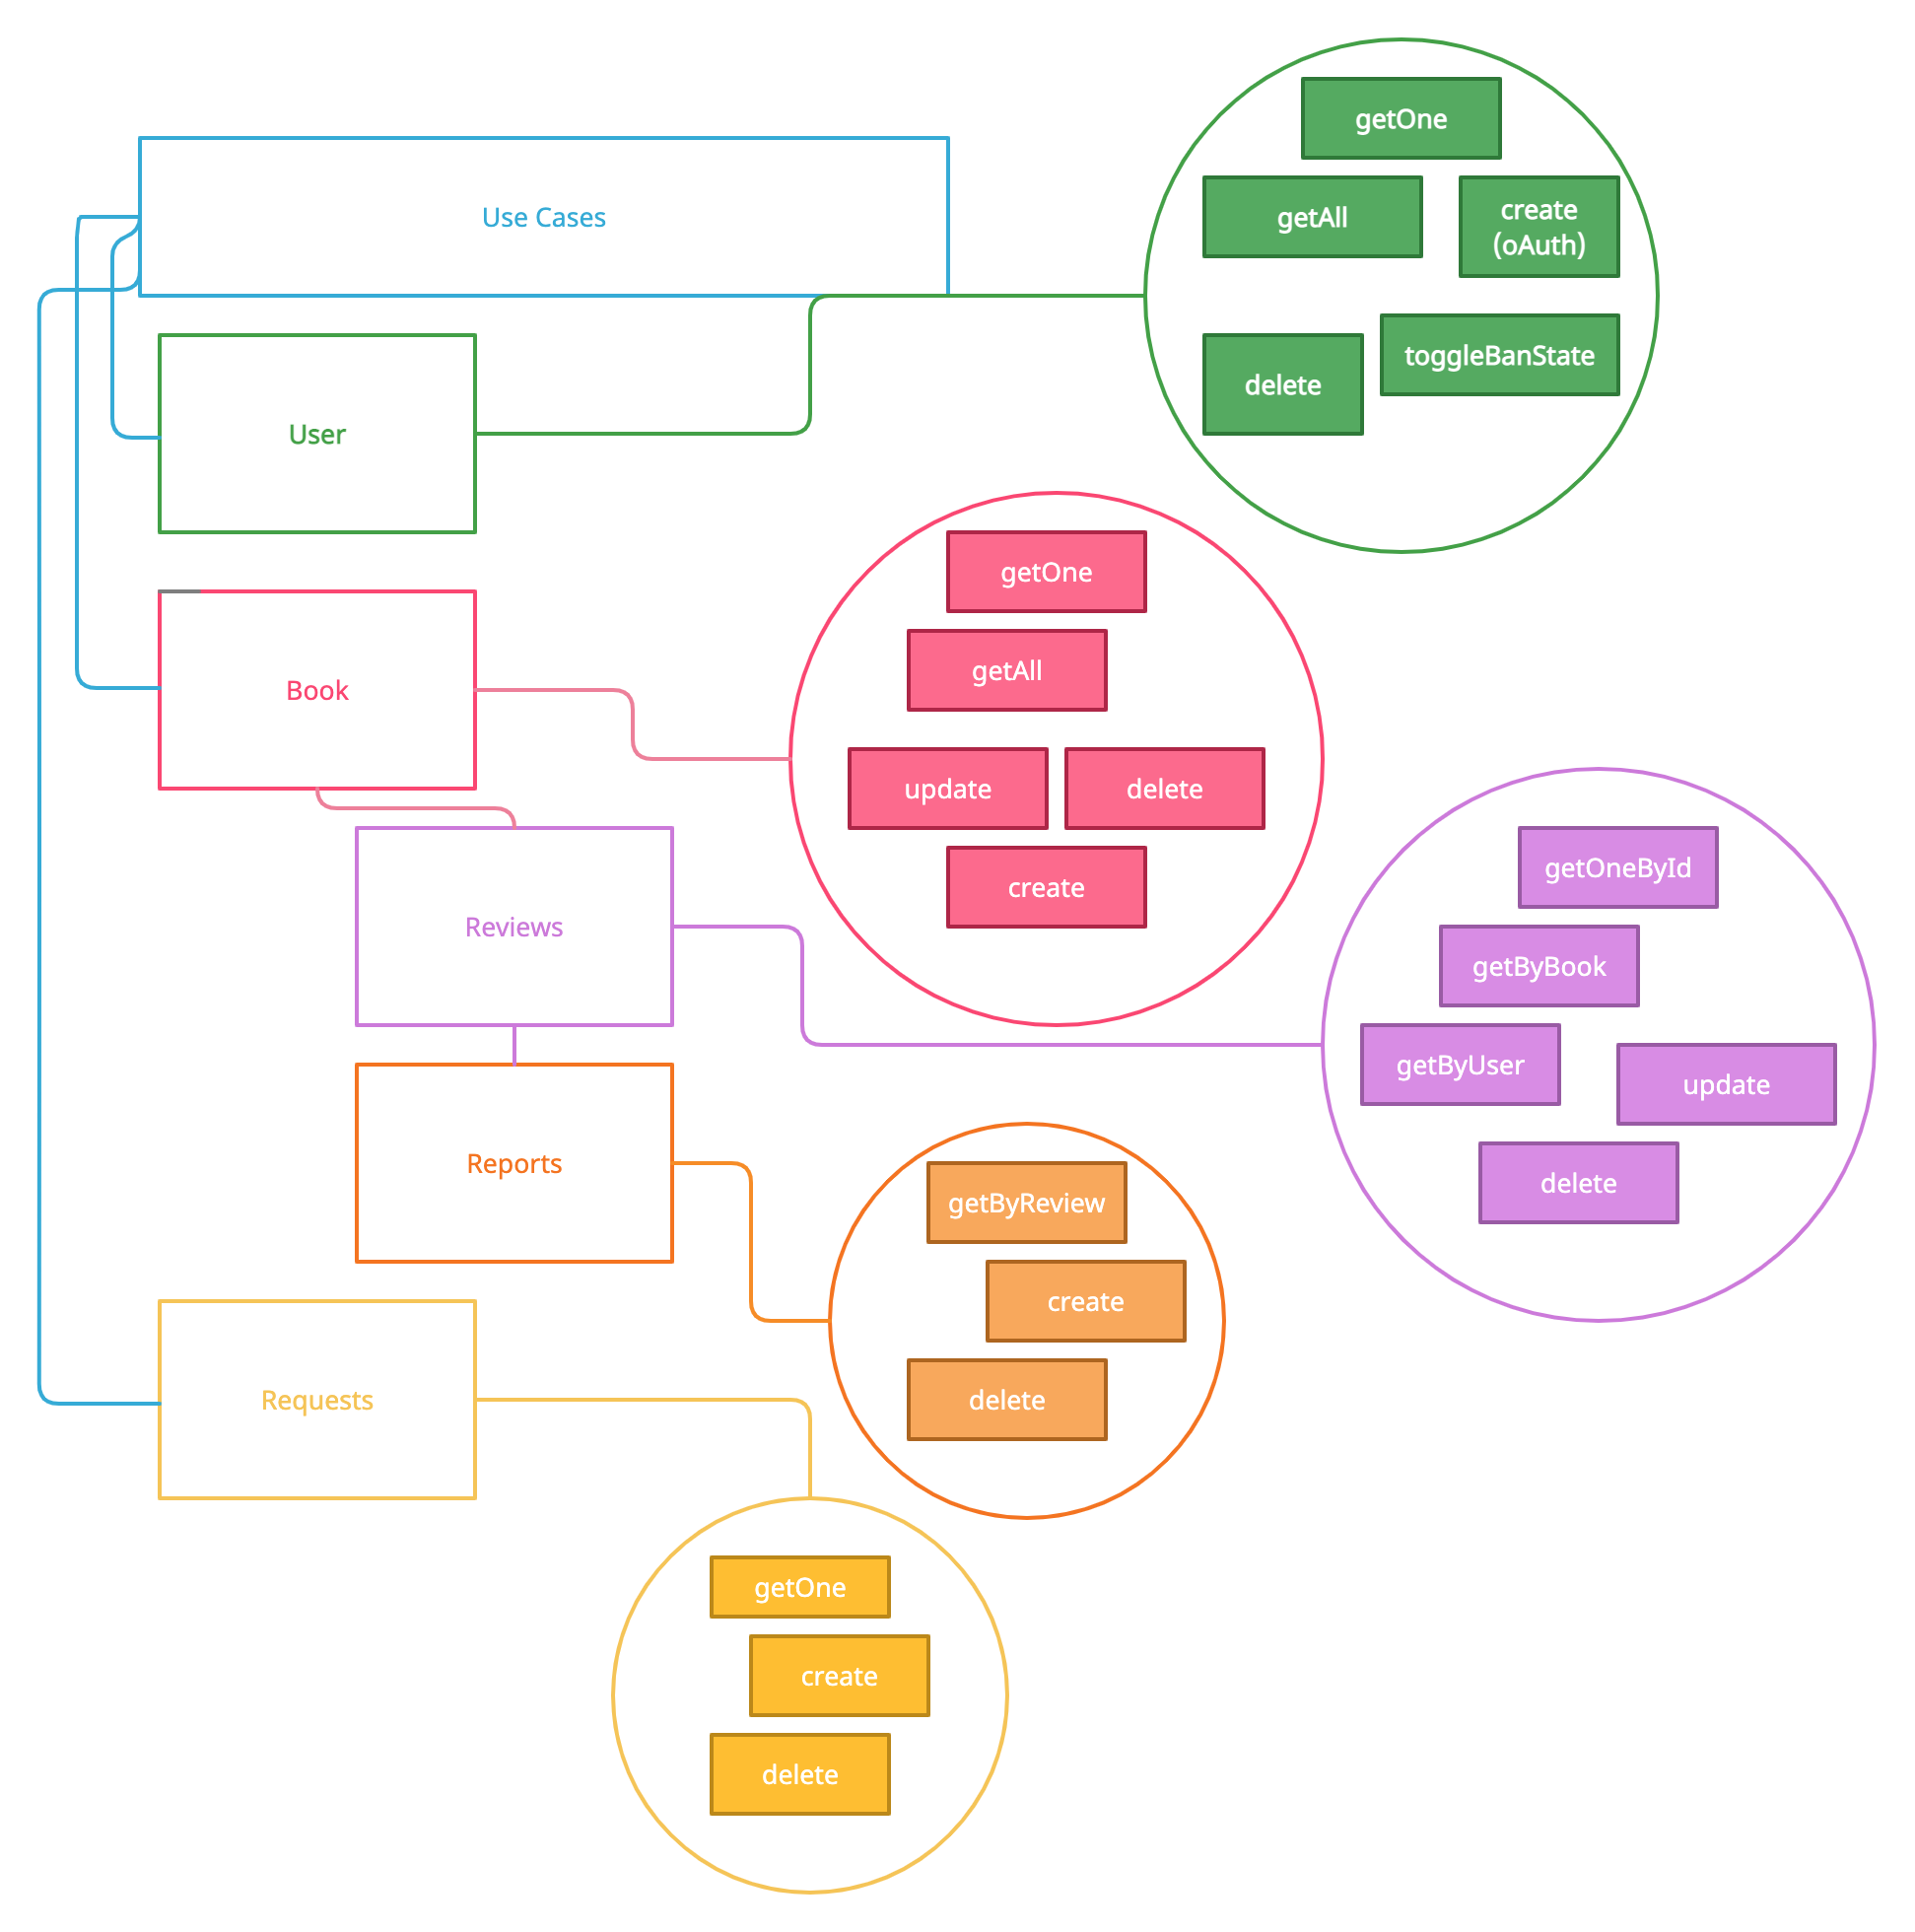 Use Cases
User
getOne
getAll
create
(oAuth)
toggleBanState
delete
Book
getOne
getAll
update
delete
create
Reviews
getOneById
getByBook
getByUser
update
delete
Reports
getByReview
create
delete
Requests
getOne
create
delete